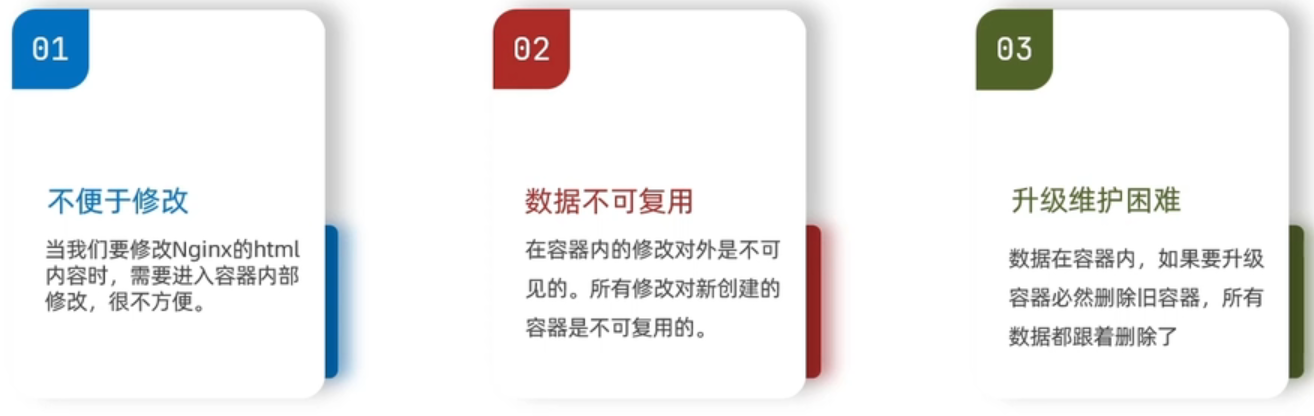 01
不便于修改
当我们要修改Nginx的html
内容时，需要进入容器内部
修改，很不方便。
02
数据不可复用
在容器内的修改对外是不可
见的。所有修改对新创建的
容器是不可复用的。
03
升级维护困难
数据在容器内，如果要升级
容器必然删除旧容器，所有
数据都跟着删除了